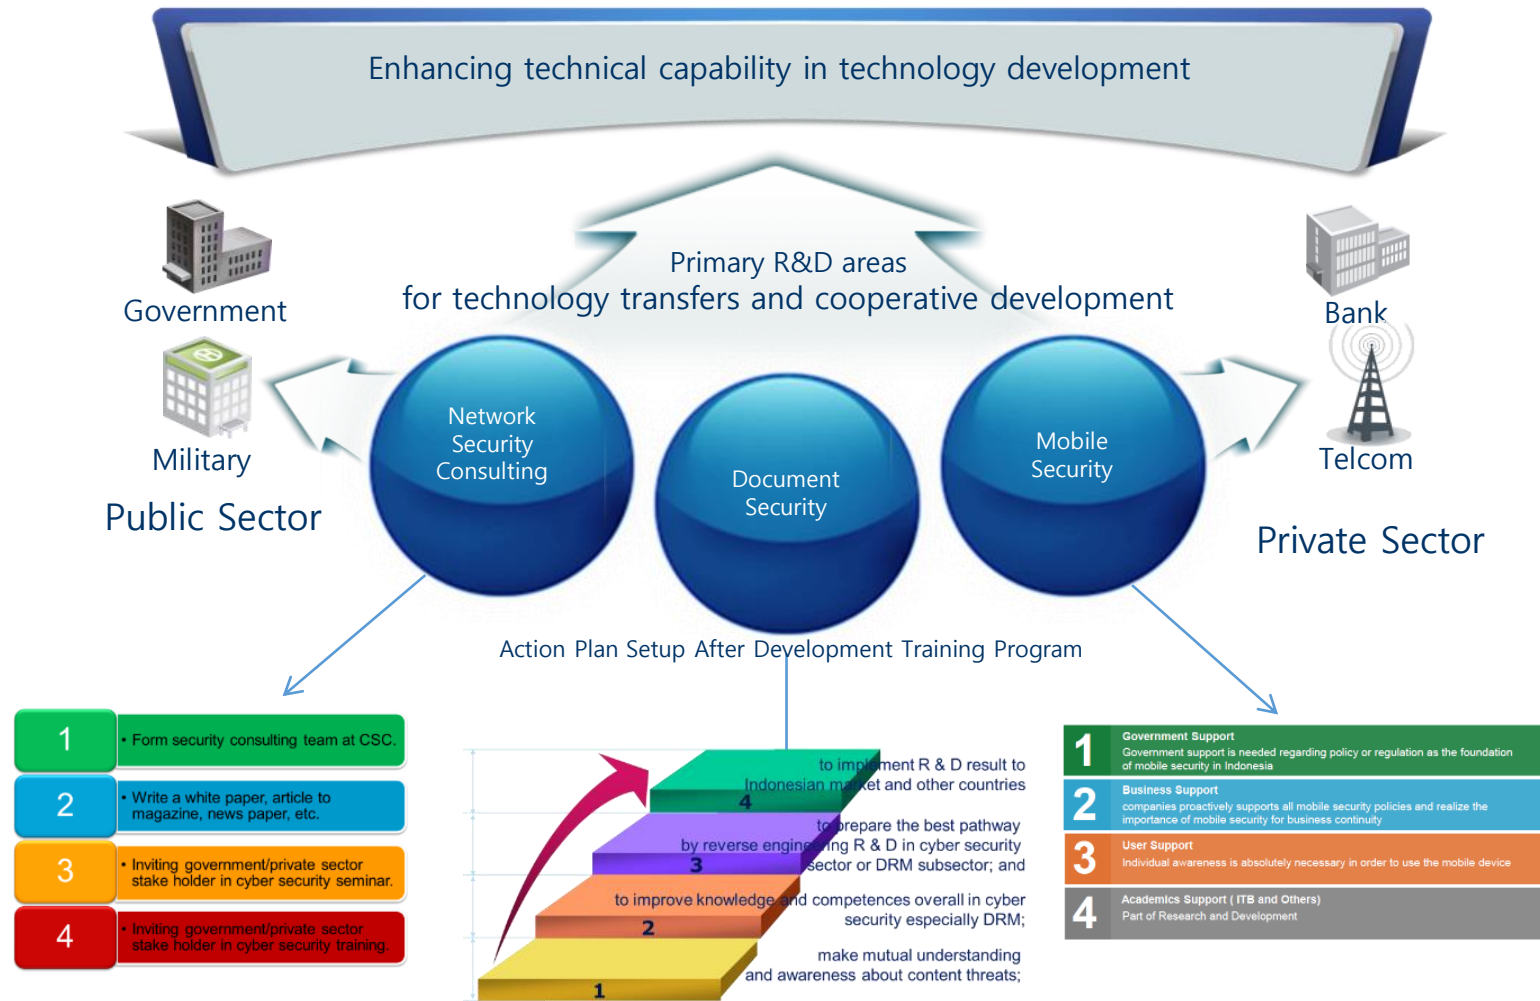 Enhancing technical capability in technology development
Primary R&D areas
for technology transfers and cooperative development
Government
Military
Public Sector
Bank
Telcom
Private Sector
Network
Security
Consulting
Document
Security
Mobile
Security
Action Plan Setup After Development Training Program
1
• Form security consulting team at CSC.
2
• Write a white paper, article to
magazine, news paper, etc.
3
• Inviting government/private sector
stake holder in cyber security seminar.
4
• Inviting government/private sector
stake holder in cyber security training.
to implement R & D result to
Indonesian market and other countries
4
to prepare the best pathway
by reverse engineering R & D in cyber security
sector or DRM subsector; and
3
to improve knowledge and competences overall in cyber
security especially DRM;
2
make mutual understanding
and awareness about content threats;
1
1
Government Support
Government support is needed regarding policy or regulation as the foundation
of mobile security in Indonesia
2
Business Support
companies proactively supports all mobile security policies and realize the
importance of mobile security for business continuity
3
User Support
Individual awareness is absolutely necessary in order to use the mobile device
4
Academics Support ( ITB and Others)
Part of Research and Development